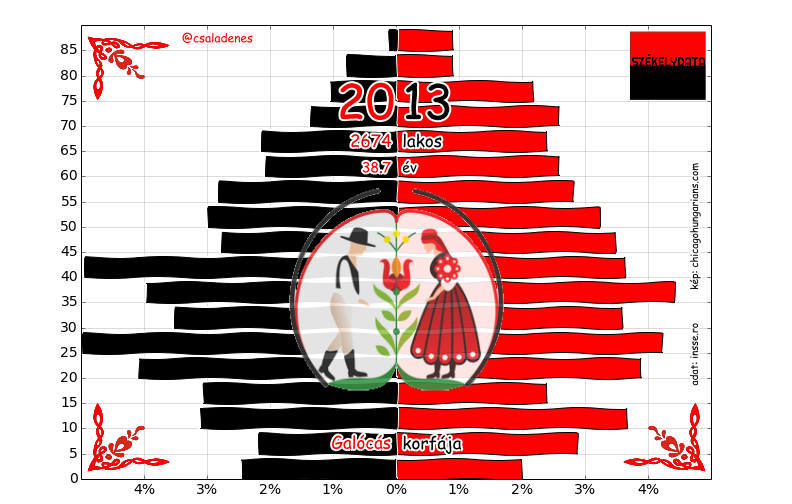 @csaladenes
SZÉKELYDATA
2013
2674 lakos
38.7 év
kép: chicagohungarians.com
adat: insse.ro
Galócás korfája
85
80
75
70
65
60
55
50
45
40
35
30
25
20
15
10
5
0
4% 3% 2% 1% 0% 1% 2% 3% 4%